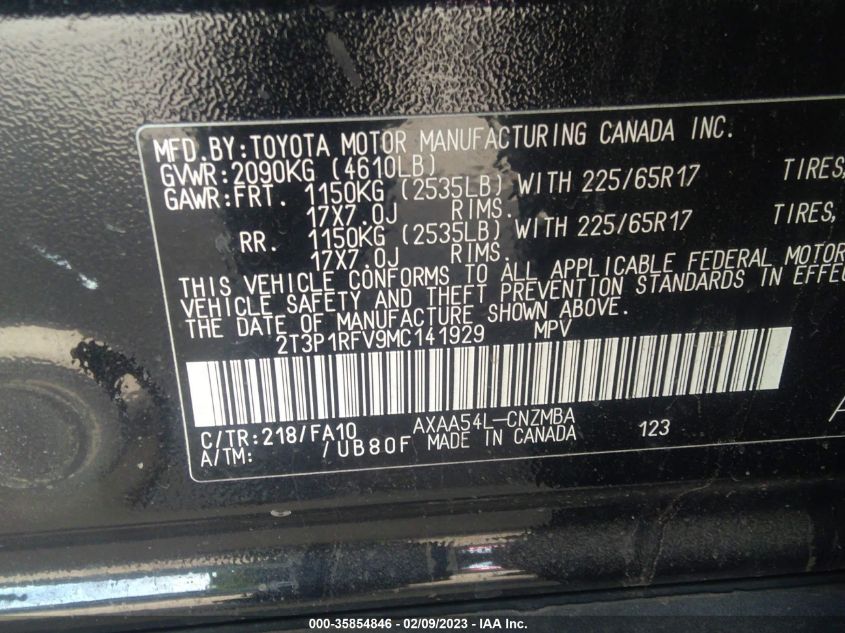 MFD.BY:TOYOTA MOTOR MANUFACTURING CANADA INC.
GVWR:2090KG (4610LB)
GAWR:FRT. 1150KG (2535LB) WITH 225/65R17 TIRES,
17X7.0J RIMS.
RR. 1150KG (2535LB) WITH 225/65R17 TIRES,
17X7.0J RIMS.
THIS VEHICLE CONFORMS TO ALL APPLICABLE FEDERAL MOTOR
VEHICLE SAFETY AND THEFT PREVENTION STANDARDS IN EFFEC
THE DATE OF MANUFACTURE SHOWN ABOVE.
2T3P1RFV9MC141929 MPV
C/TR:218/FA10 AXAA54L-CNZMBA 123
A/TM: /UB80F MADE IN CANADA
000-35854846 - 02/09/2023 - IAA Inc.